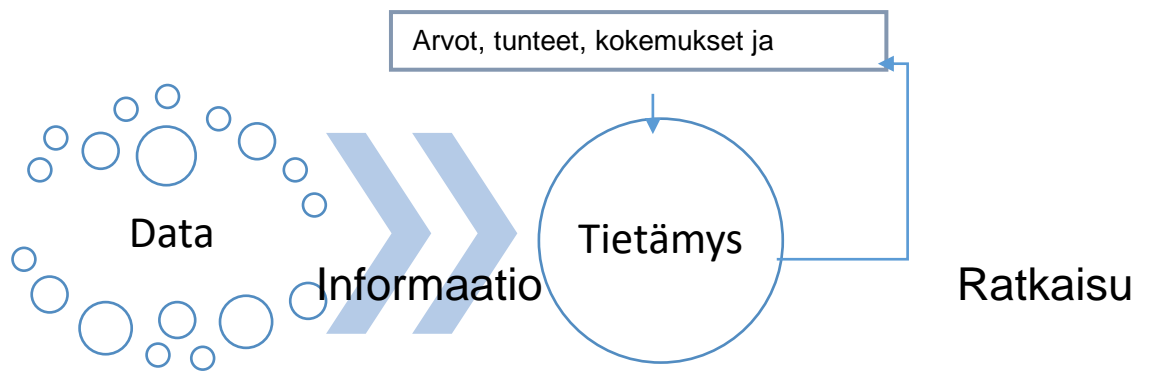 Arvot, tunteet, kokemukset ja
Data
Informaatio
Tietämys
Ratkaisu